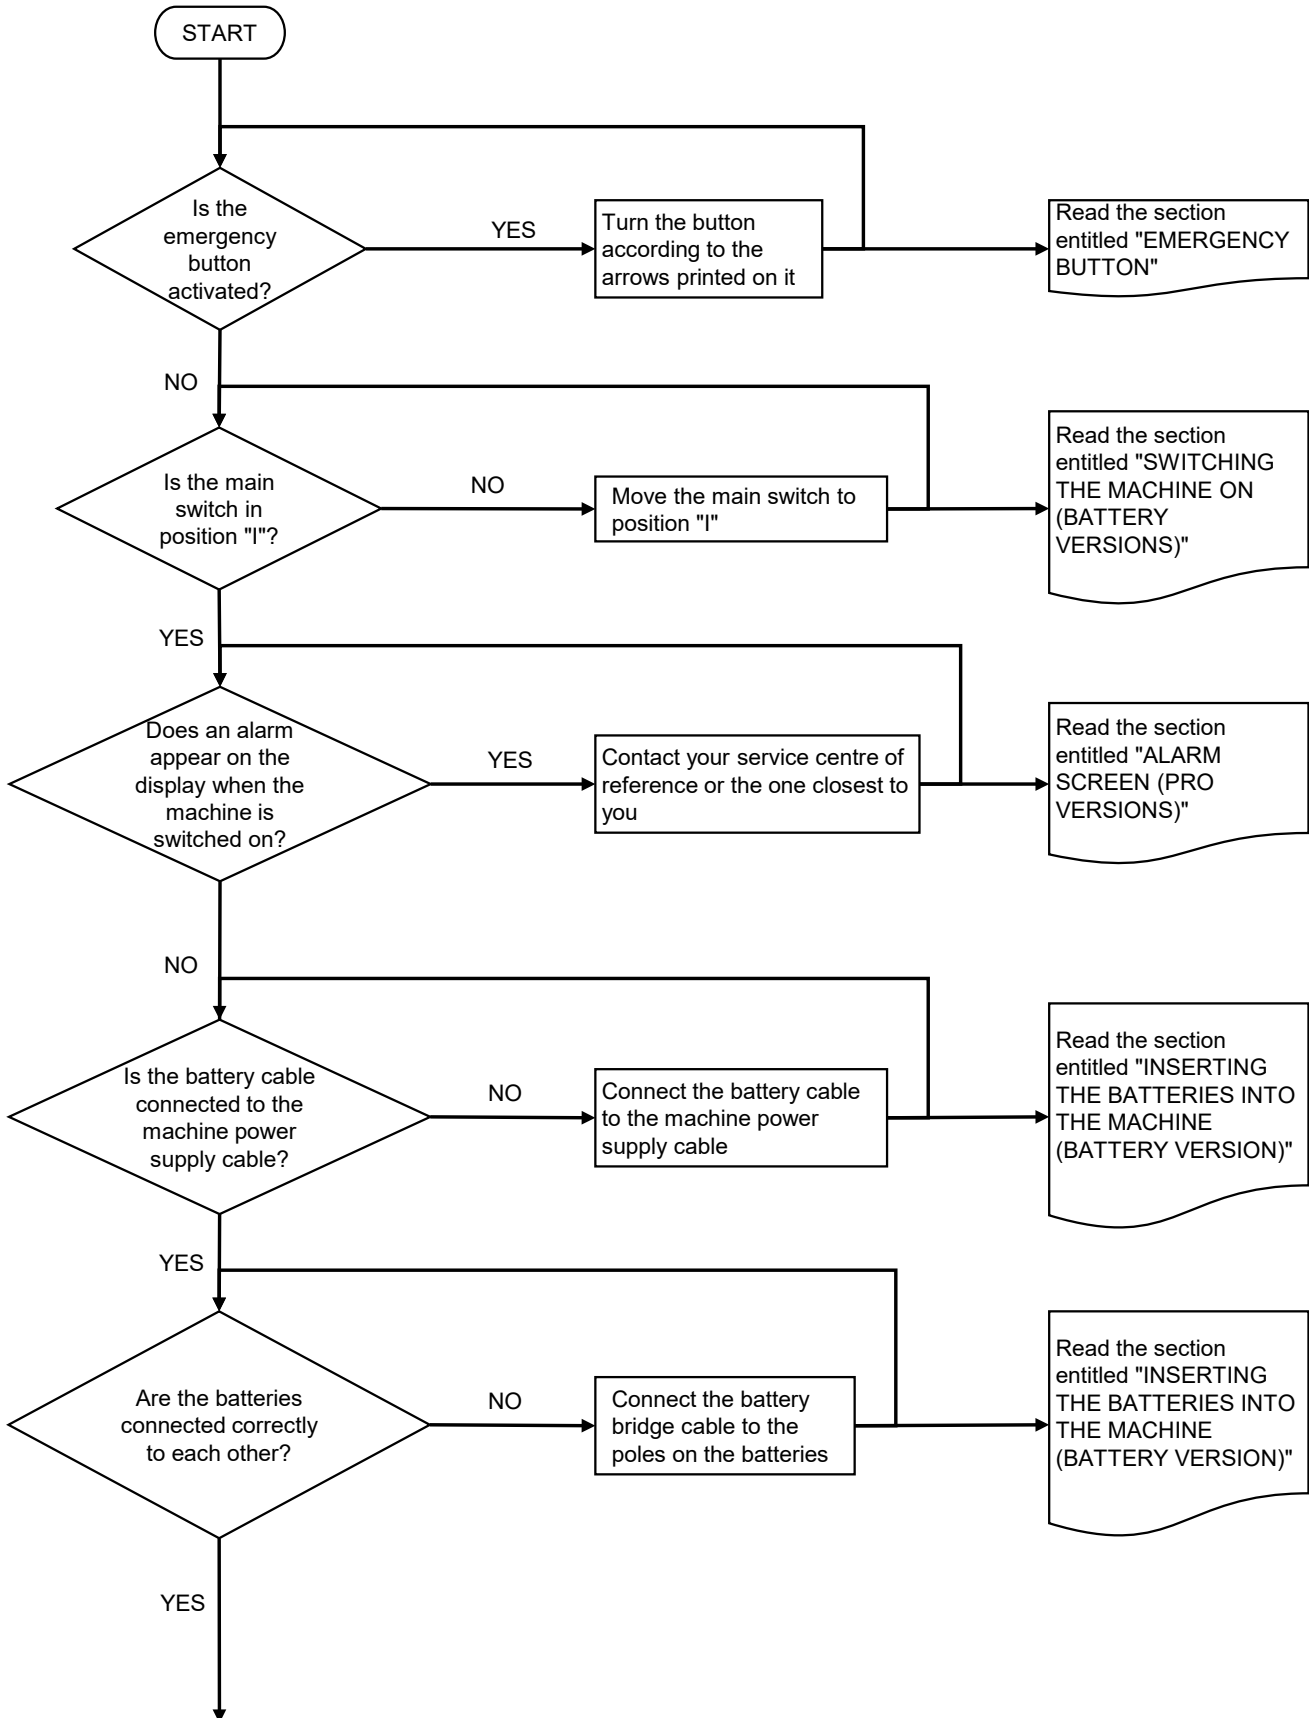 START
Is the
emergency
button
activated?
YES
Turn the button
according to the
arrows printed on it
Read the section
entitled "EMERGENCY
BUTTON"
NO
Is the main
switch in
position "I"?
NO
Move the main switch to
position "I"
Read the section
entitled "SWITCHING
THE MACHINE ON
(BATTERY
VERSIONS)"
YES
Does an alarm
appear on the
display when the
machine is
switched on?
YES
Contact your service centre of
reference or the one closest to
you
Read the section
entitled "ALARM
SCREEN (PRO
VERSIONS)"
NO
Is the battery cable
connected to the
machine power
supply cable?
NO
Connect the battery cable
to the machine power
supply cable
Read the section
entitled "INSERTING
THE BATTERIES INTO
THE MACHINE
(BATTERY VERSION)"
YES
Are the batteries
connected correctly
to each other?
NO
Connect the battery
bridge cable to the
poles on the batteries
Read the section
entitled "INSERTING
THE BATTERIES INTO
THE MACHINE
(BATTERY VERSION)"
YES